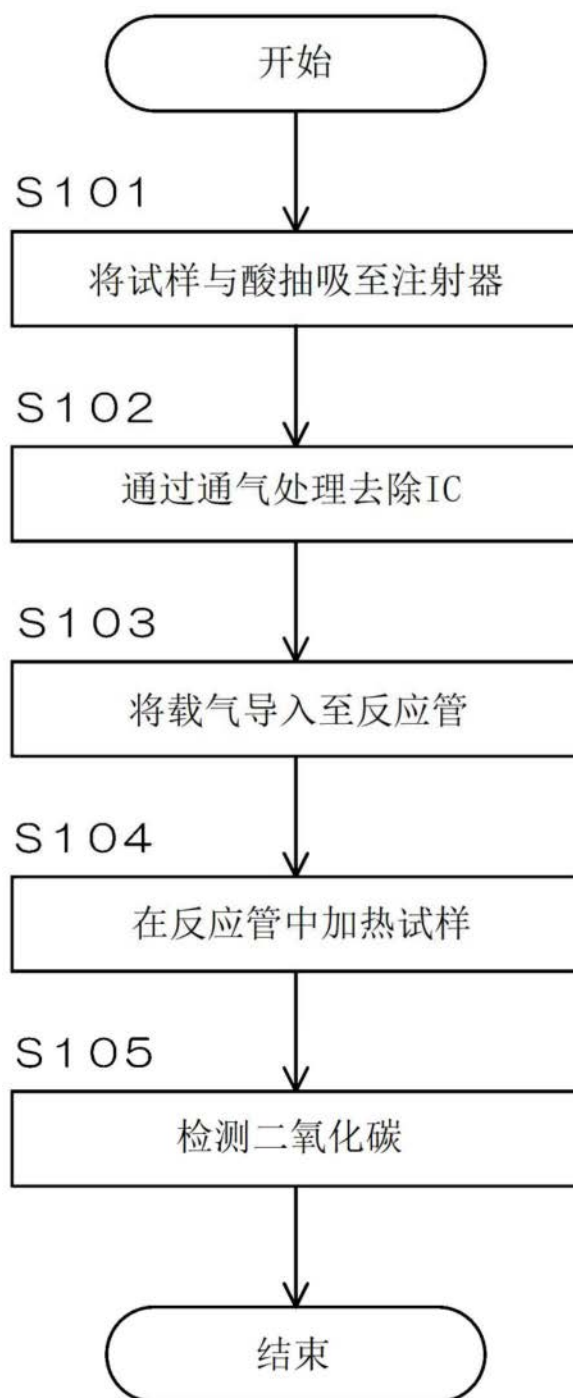 开始
S101
将试样与酸抽吸至注射器
S102
通过通气处理去除IC
S103
将载气导入至反应管
S104
在反应管中加热试样
S105
检测二氧化碳
结束